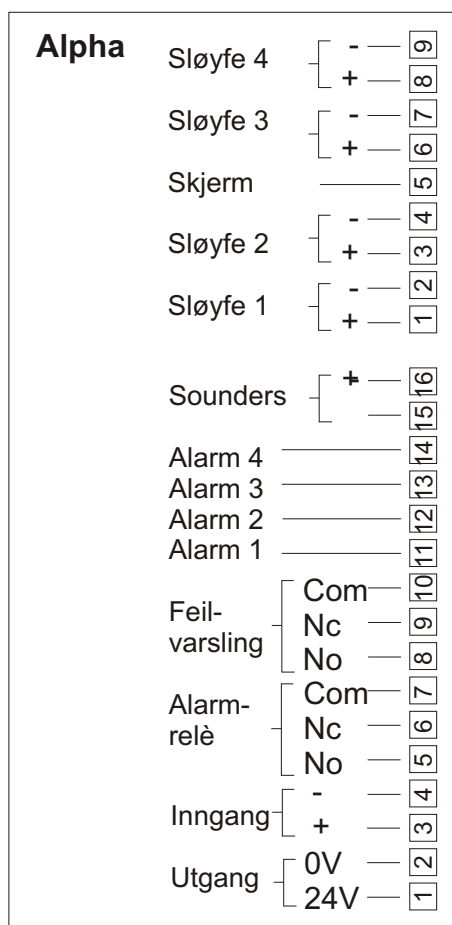 Alpha
Sløyfe 4 - 9
+ 8
Sløyfe 3 - 7
+ 6
Skjerm 5
Sløyfe 2 - 4
+ 3
Sløyfe 1 - 2
+ 1
Sounders + - 16
15
Alarm 4 14
Alarm 3 13
Alarm 2 12
Alarm 1 11
Feil- Com 10
varsling Nc 9
No 8
Alarm- Com 7
relè Nc 6
No 5
Inngang - 4
+ 3
Utgang 0V 2
24V 1